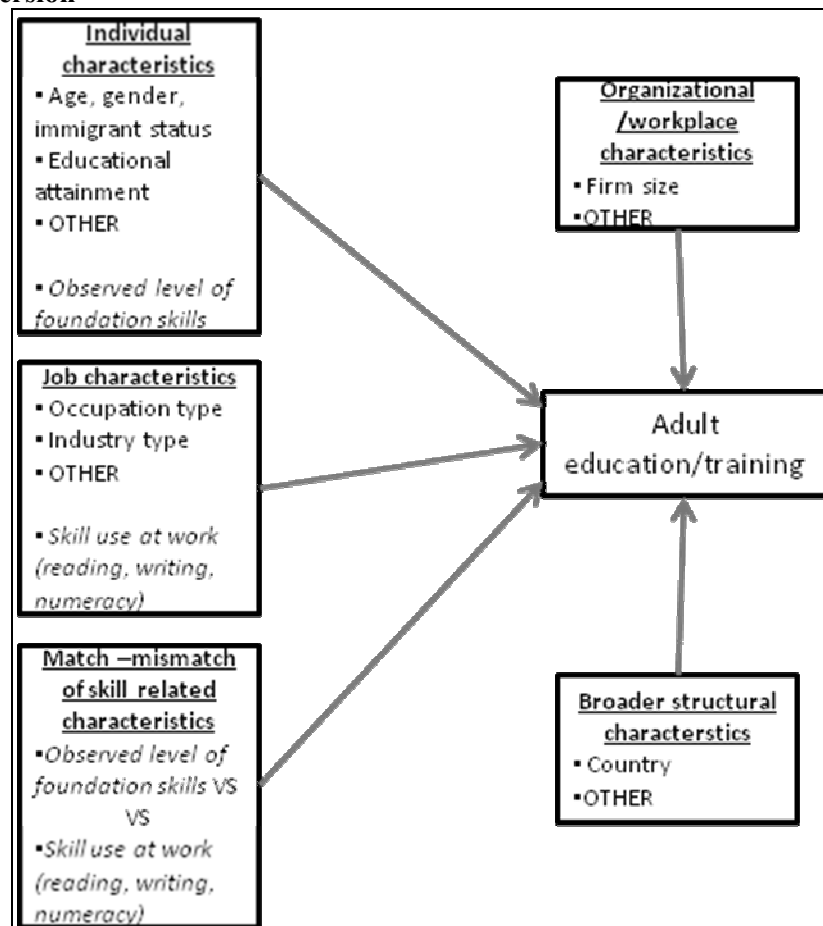 Individual
characteristics
▪ Age, gender,
immigrant status
▪ Educational
attainment
▪ OTHER
▪ Observed level of
foundation skills
Job characteristics
▪ Occupation type
▪ Industry type
▪ OTHER
▪ Skill use at work
(reading, writing,
numeracy)
Match –mismatch
of skill related
characteristics
▪Observed level of
foundation skills VS
VS
▪Skill use at work
(reading, writing,
numeracy)
Organizational
/workplace
characteristics
▪ Firm size
▪OTHER
Adult
education/training
Broader structural
characterstics
▪ Country
▪OTHER